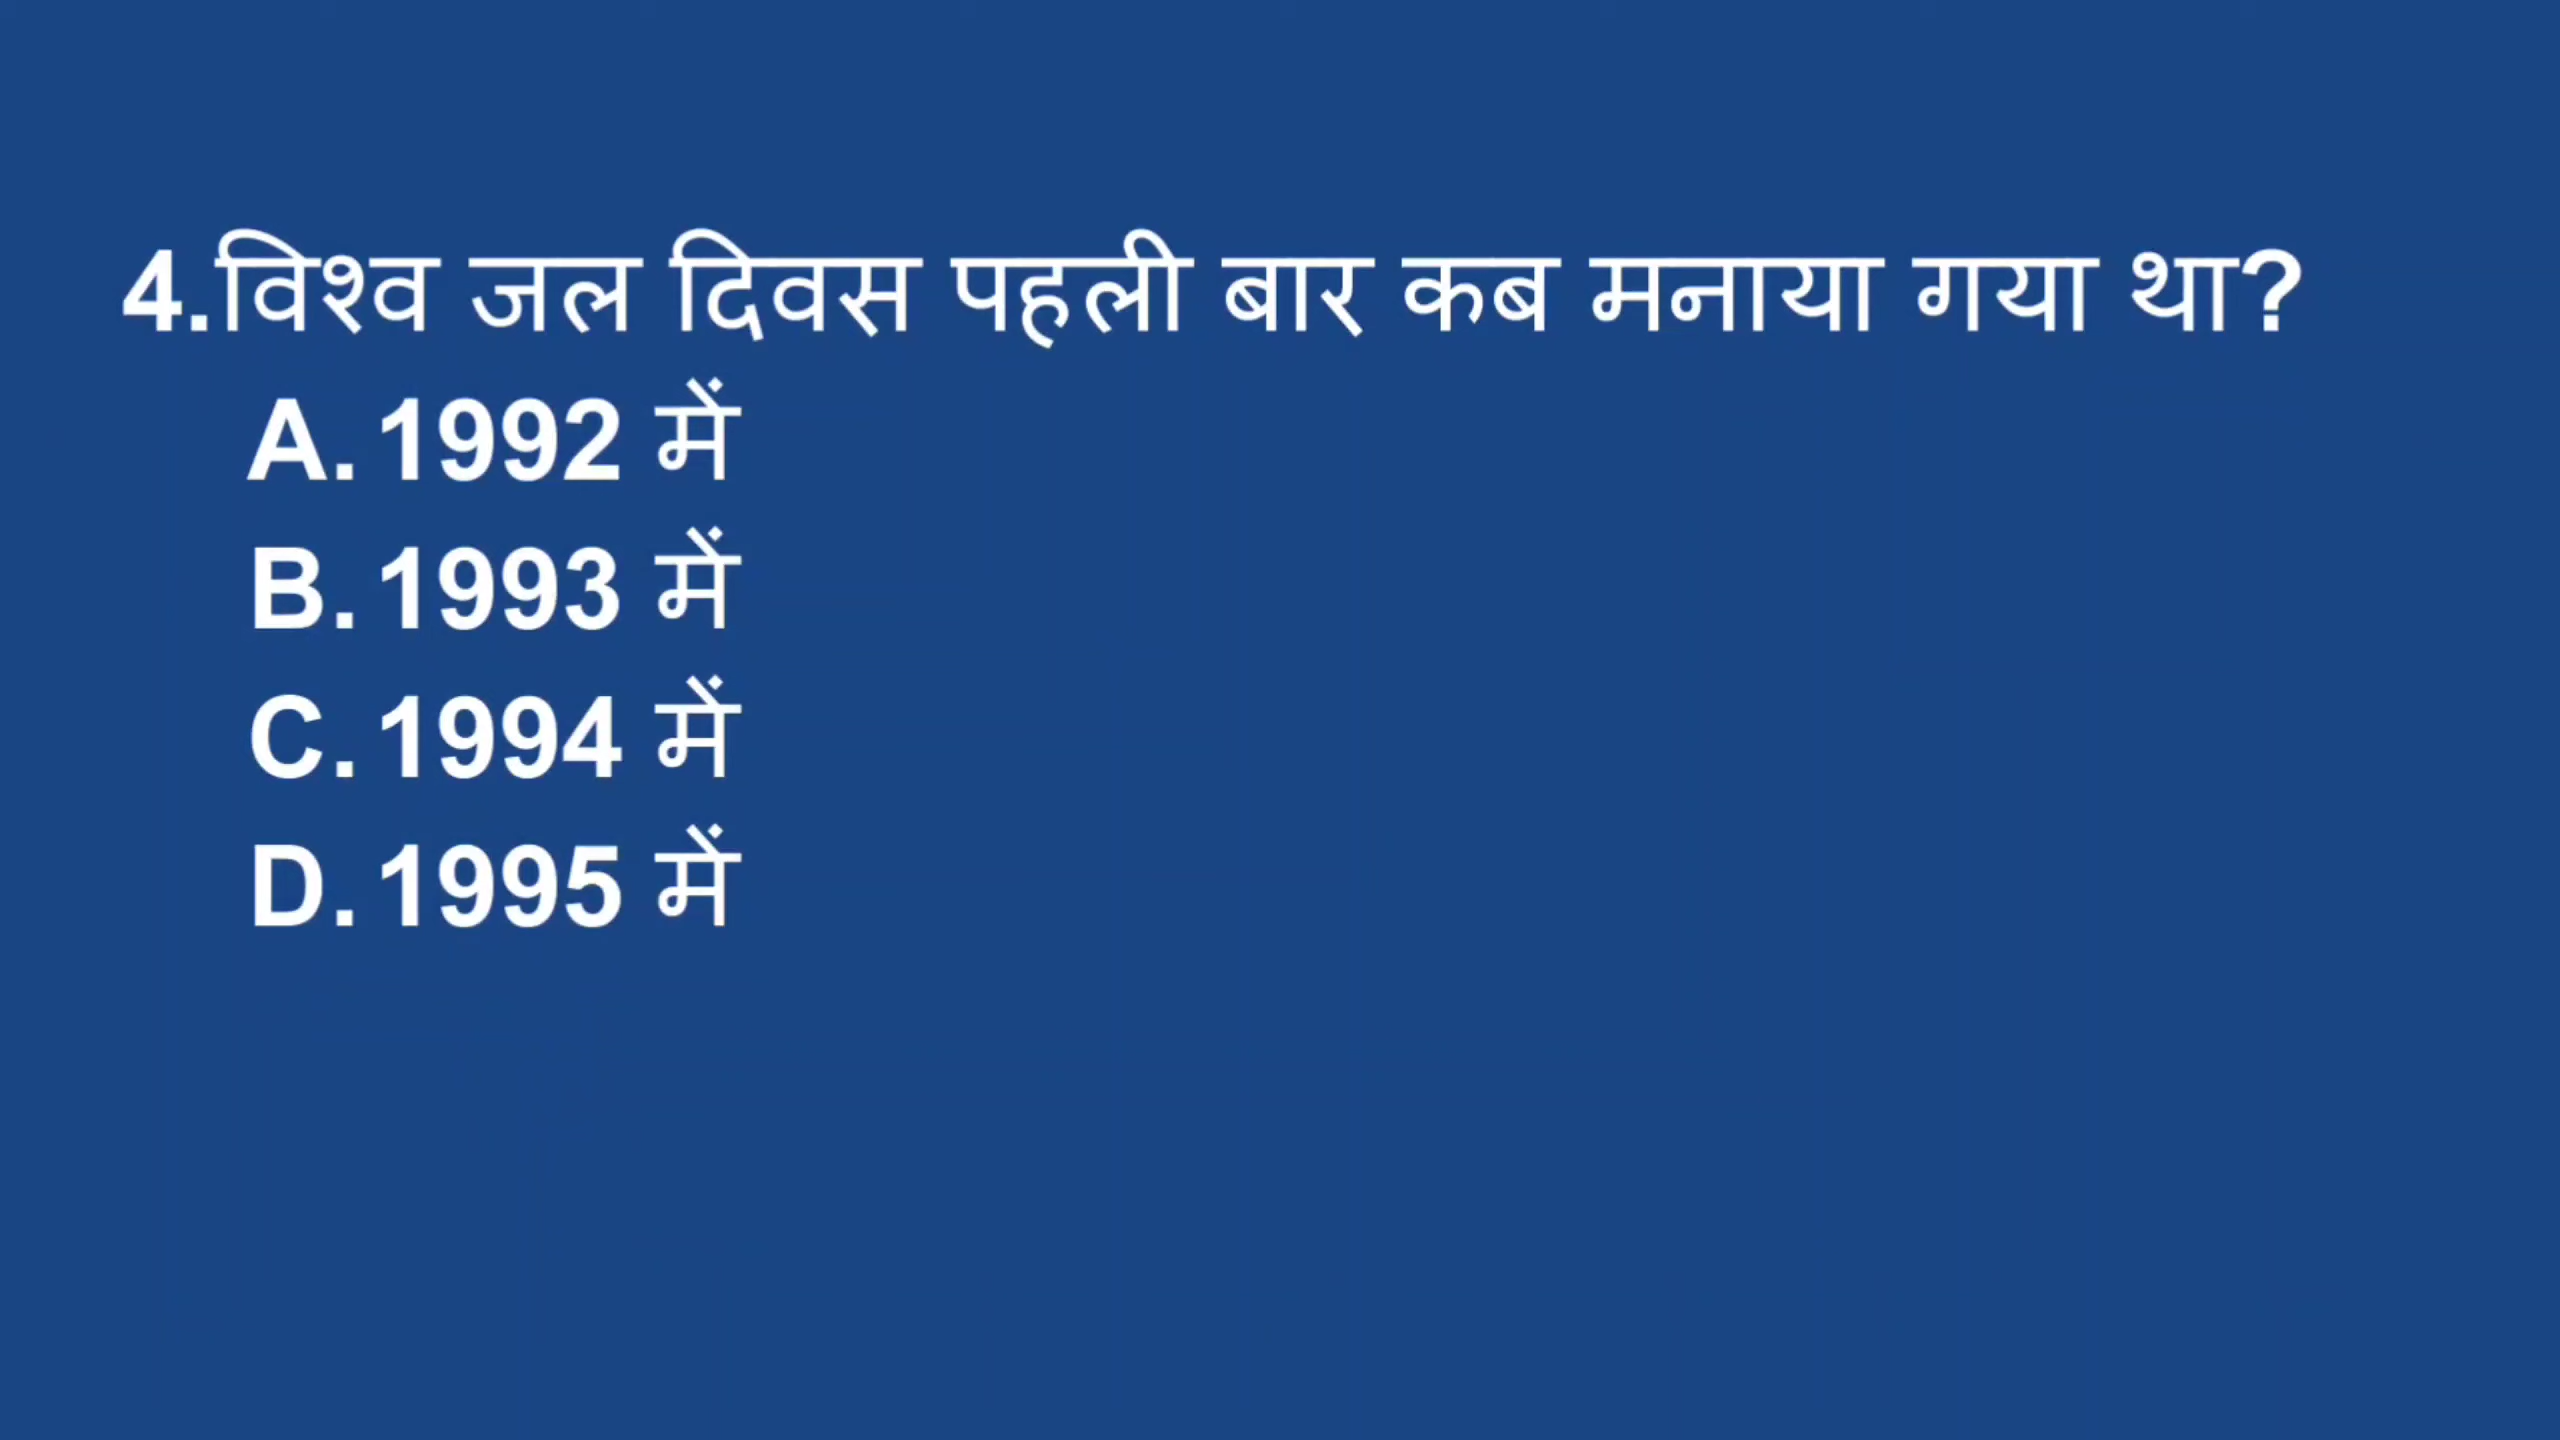 4.विश्व जल दिवस पहली बार कब मनाया गया था?
A. 1992 में
B. 1993 में
C. 1994 में
D. 1995 में